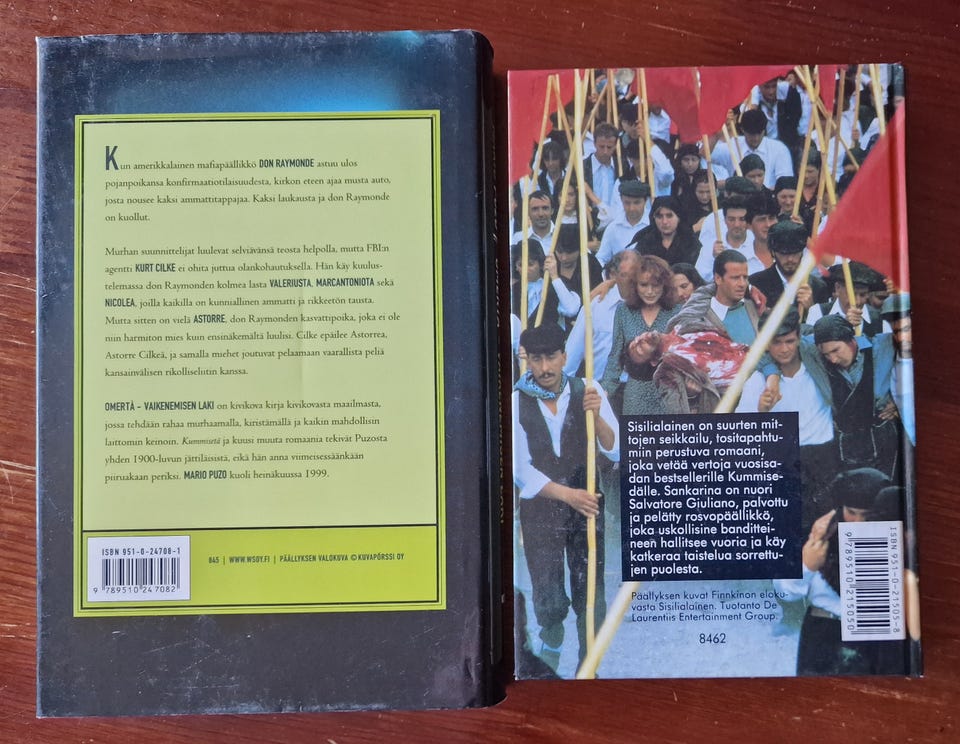 Kun amerikkalainen mafiapäällikkö DON RAYMONDE astuu ulos
pojanpoikansa konfirmaatiotilaisuudesta, kirkon eteen ajaa musta auto,
josta nousee kaksi ammattitappajaa. Kaksi laukausta ja don Raymonde
on kuollut.
Murhan suunnittelijat luulevat selviävänsä teosta helpolla, mutta FBI:n
agentti KURT CILKE ei ohita juttua olankohautuksella. Hän käy kuulus-
telemassa don Raymonden kolmea lasta VALERIUSTA, MARCANTONIOTA sekä
NICOLEA, joilla kaikilla on kunniallinen ammatti ja rikkeetön tausta.
Mutta sitten on vielä ASTORRE, don Raymonden kasvattipoika, joka ei ole
niin harmiton mies kuin ensinäkemältä luulisi. Cilke epäilee Astorrea,
Astorre Cilkeä, ja samalla miehet joutuvat pelaamaan vaarallista peliä
kansainvälisen rikolliseliitin kanssa.
OMERTÀ – VAIKENEMISEN LAKI on kivikova kirja kivikovasta maailmasta,
jossa tehdään rahaa murhaamalla, kiristämällä ja kaikin mahdollisin
laittomin keinoin. Kummisetä ja kuusi muuta romaania tekivät Puzosta
yhden 1900-luvun jättiläisistä, eikä hän anna viimeisessäänkään
piiruakaan periksi. MARIO PUZO kuoli heinäkuussa 1999.
ISBN 951-0-24708-1
9 789510 247082
845 | WWW.WSOY.FI | PÄÄLLYKSEN VALOKUVA © KUVAPÖRSSI OY
Sisilialainen on suurten mit-
tojen seikkailu, tositapahtu-
miin perustuva romaani,
joka vetää vertoja vuosisa-
dan bestsellerille Kummise-
dälle. Sankarina on nuori
Salvatore Giuliano, palvottu
ja pelätty rosvopäällikkö,
joka uskollisine banditteineen
hallitsee vuoria ja käy
katkeraa taistelua sorrettu-
jen puolesta.
Päällyksen kuvat Finnkinon eloku-
vasta Sisilialainen. Tuotanto De
Laurentiis Entertainment Group.
8462
ISBN 951-0-21505-8
9 789510 215050